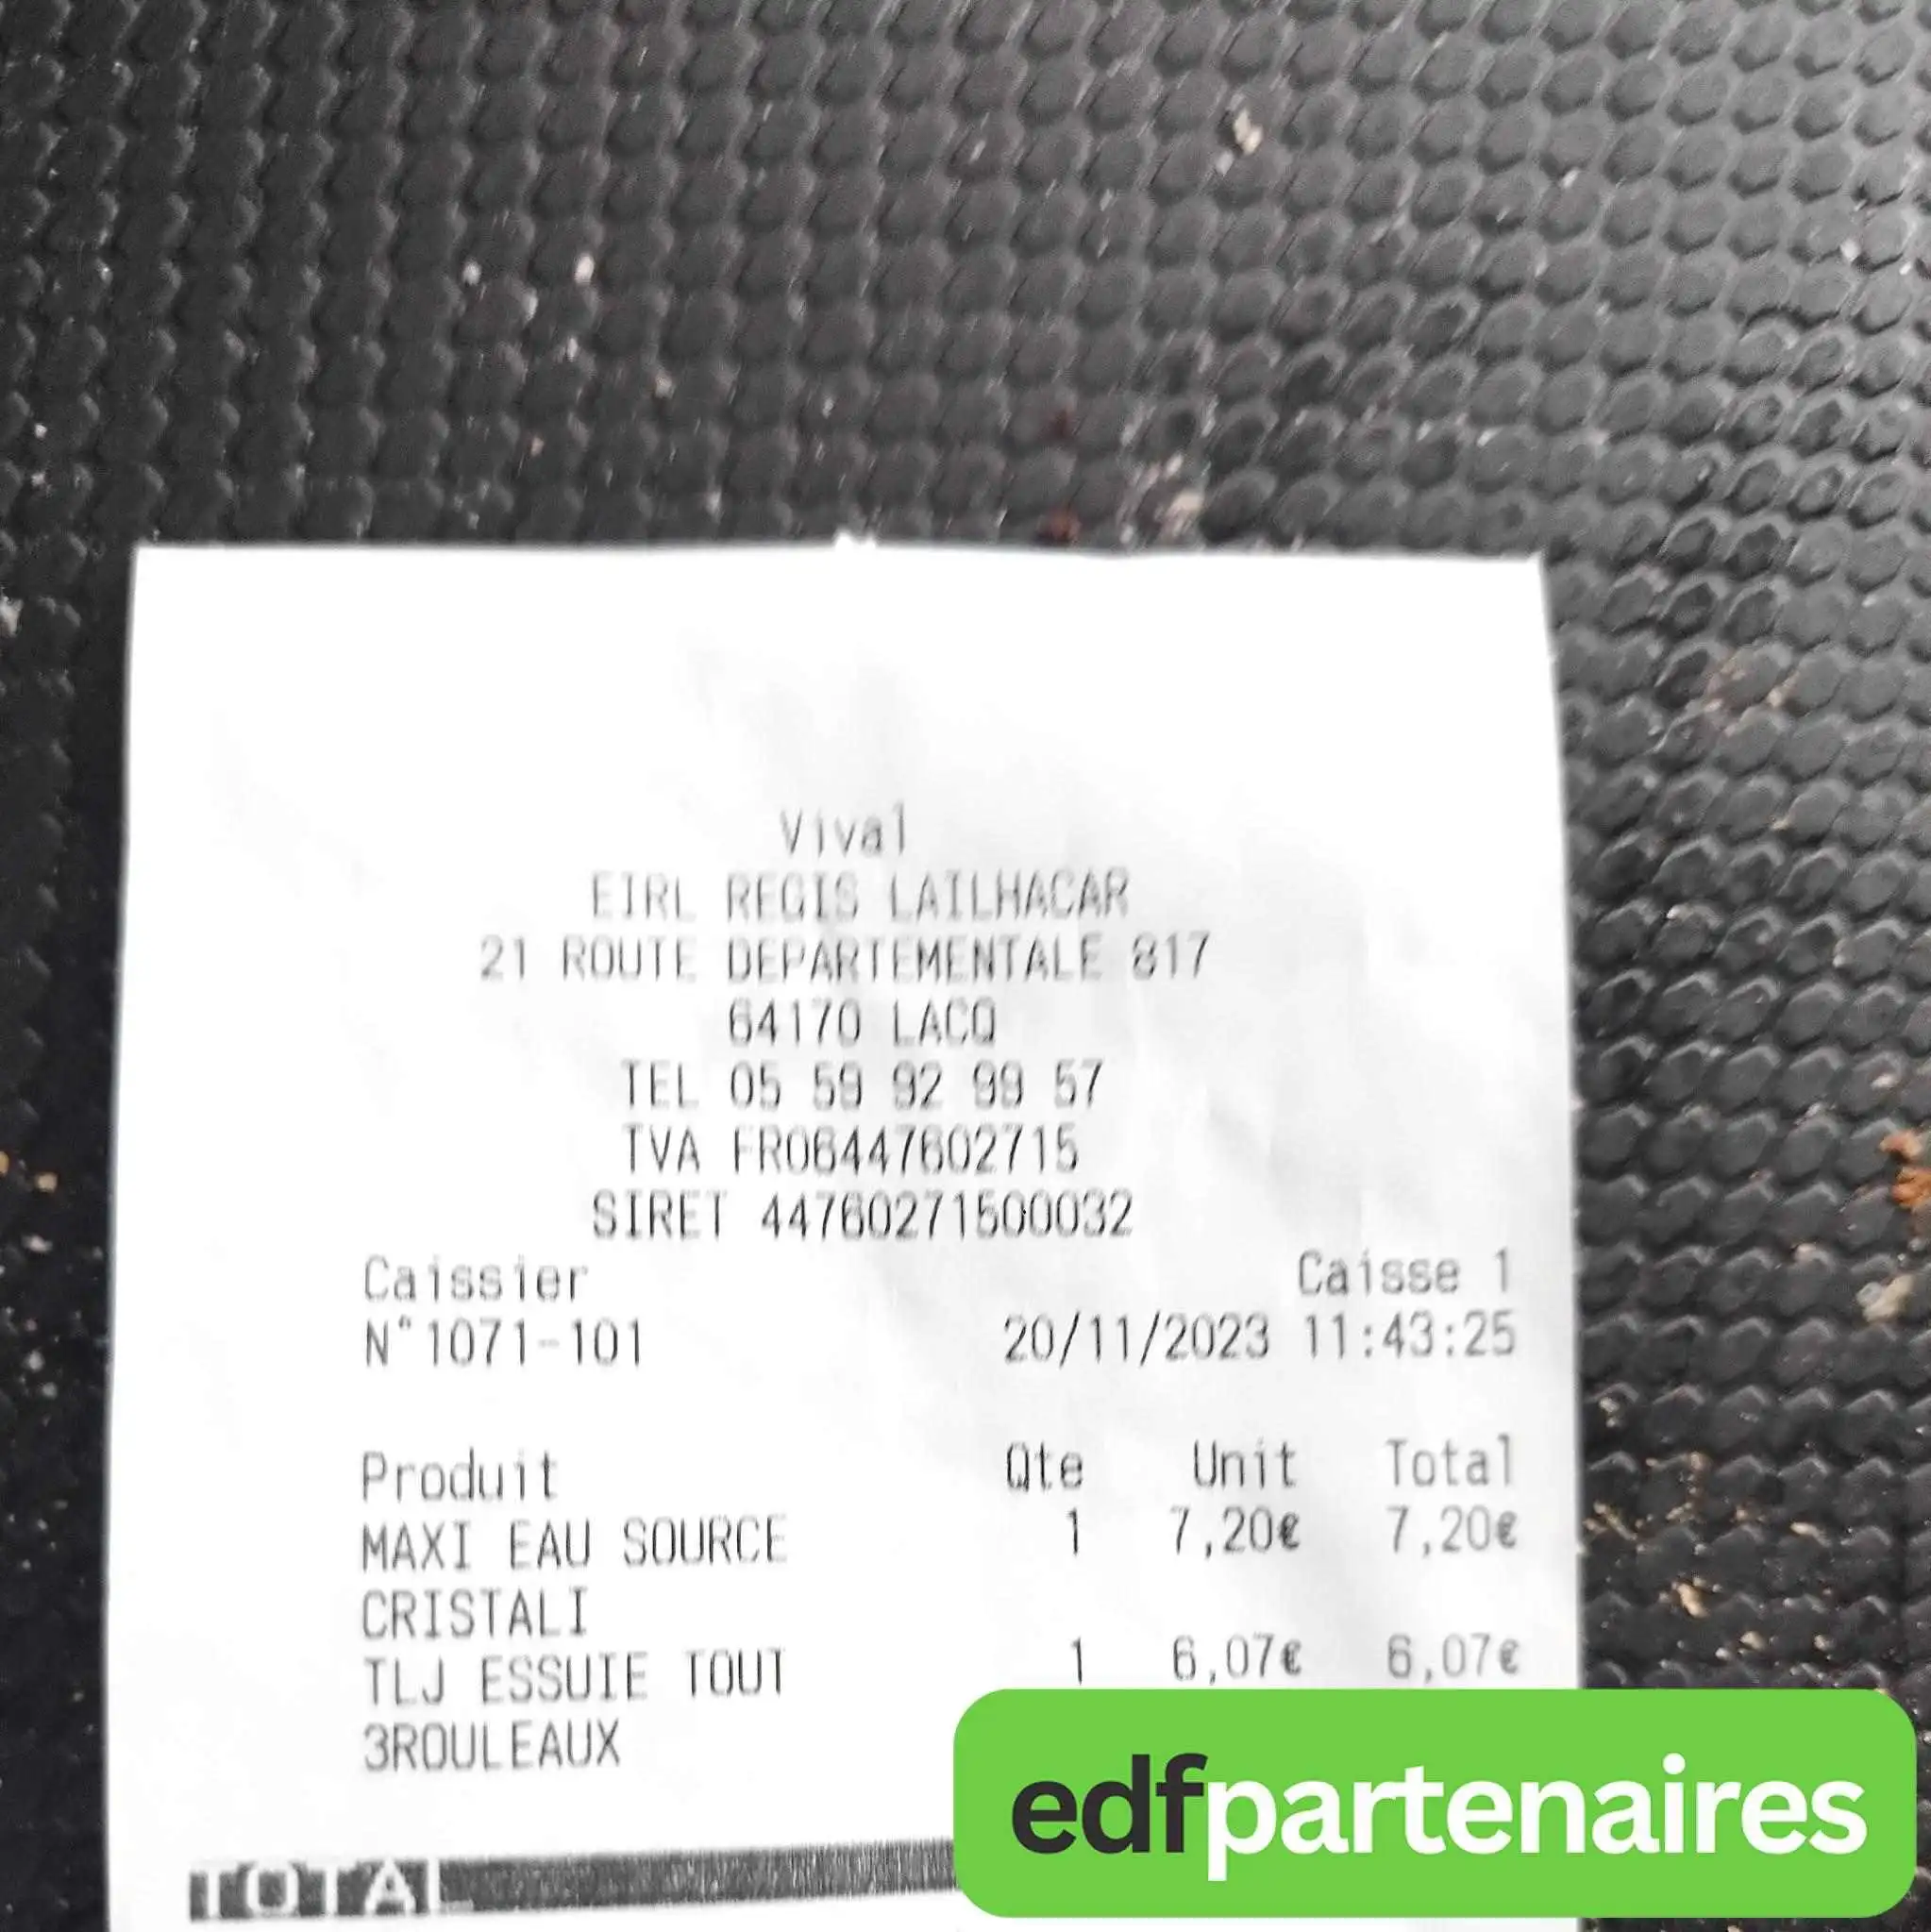 Vival
EIRL REGIS LAILHACAR
21 ROUTE DEPARTEMENTALE 817
64170 LACQ
TEL 05 59 92 99 57
TVA FR06447602715
SIRET 44760271500032
Caissier Caisse 1
N°1071-101 20/11/2023 11:43:25
Produit Qte Unit Total
MAXI EAU SOURCE 1 7,20€ 7,20€
CRISTALI
TLJ ESSUIE TOUT 1 6,07€ 6,07€
3ROULEAUX
TOTAL
edfpartenaires